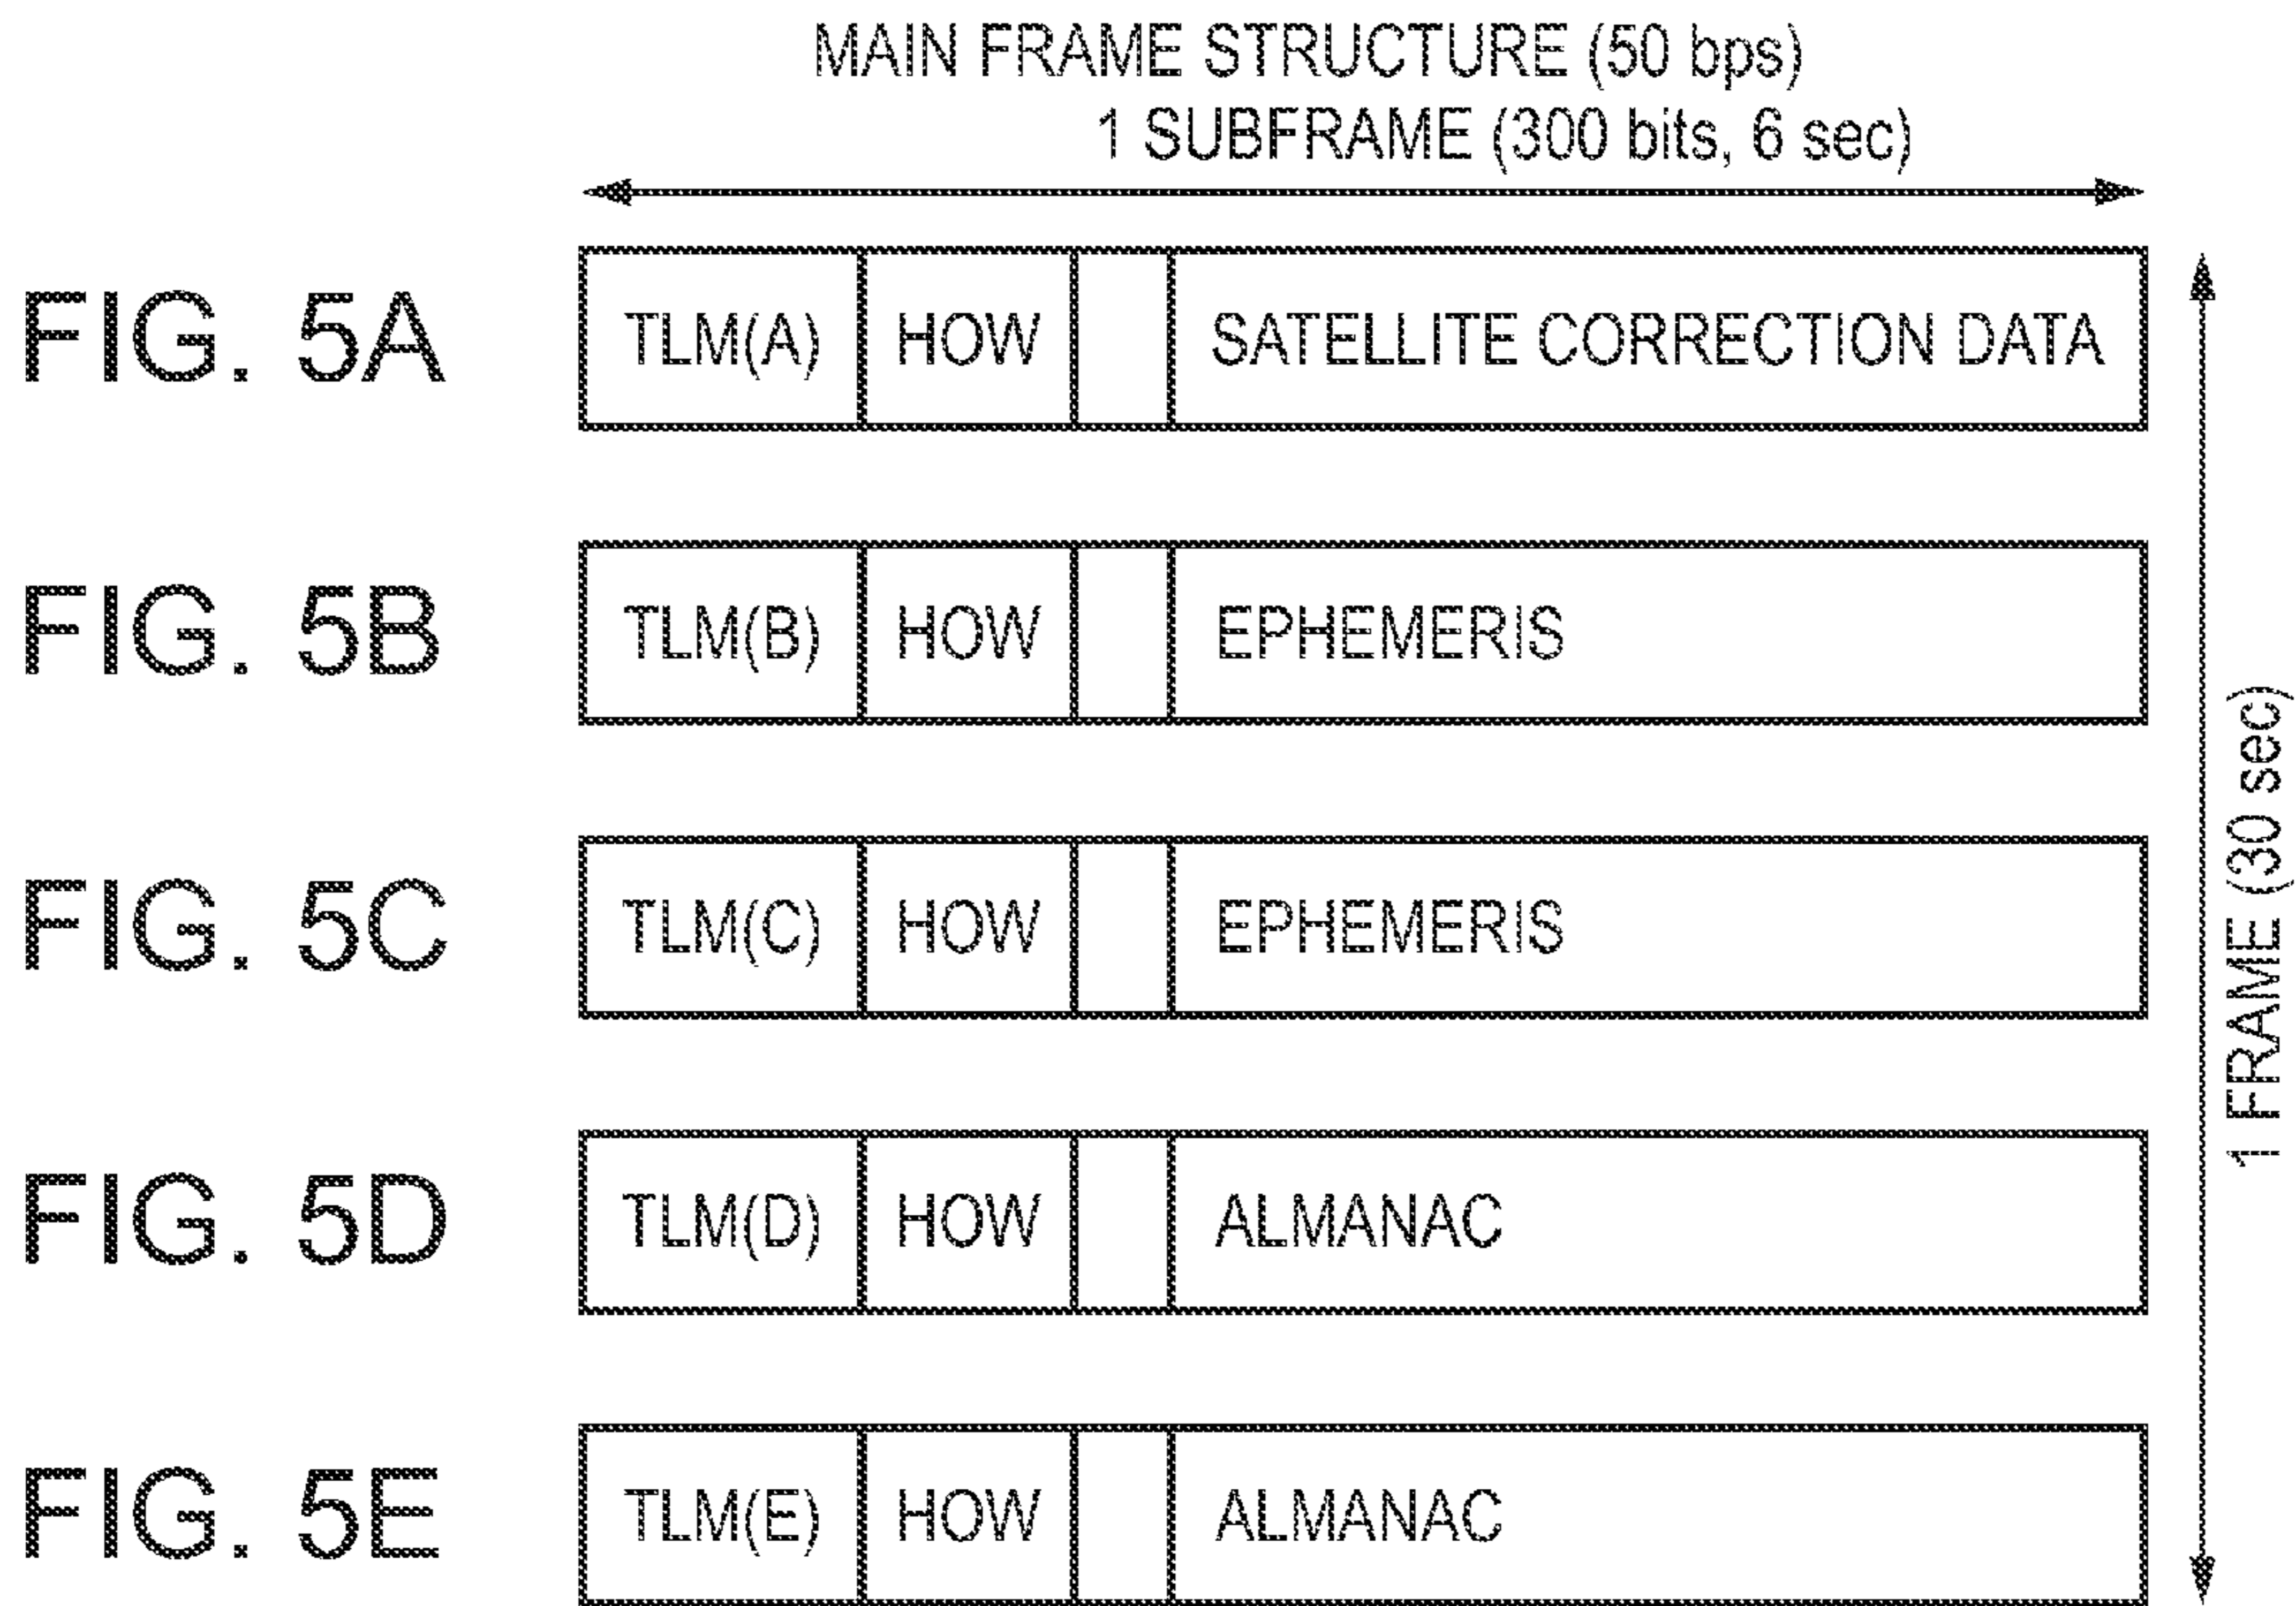 MAIN FRAME STRUCTURE (50 bps)
1 SUBFRAME (300 bits, 6 sec)
FIG. 5A TLM(A) HOW SATELLITE CORRECTION DATA
FIG. 5B TLM(B) HOW EPHEMERIS
FIG. 5C TLM(C) HOW EPHEMERIS
FIG. 5D TLM(D) HOW ALMANAC
FIG. 5E TLM(E) HOW ALMANAC
1 FRAME (30 sec)